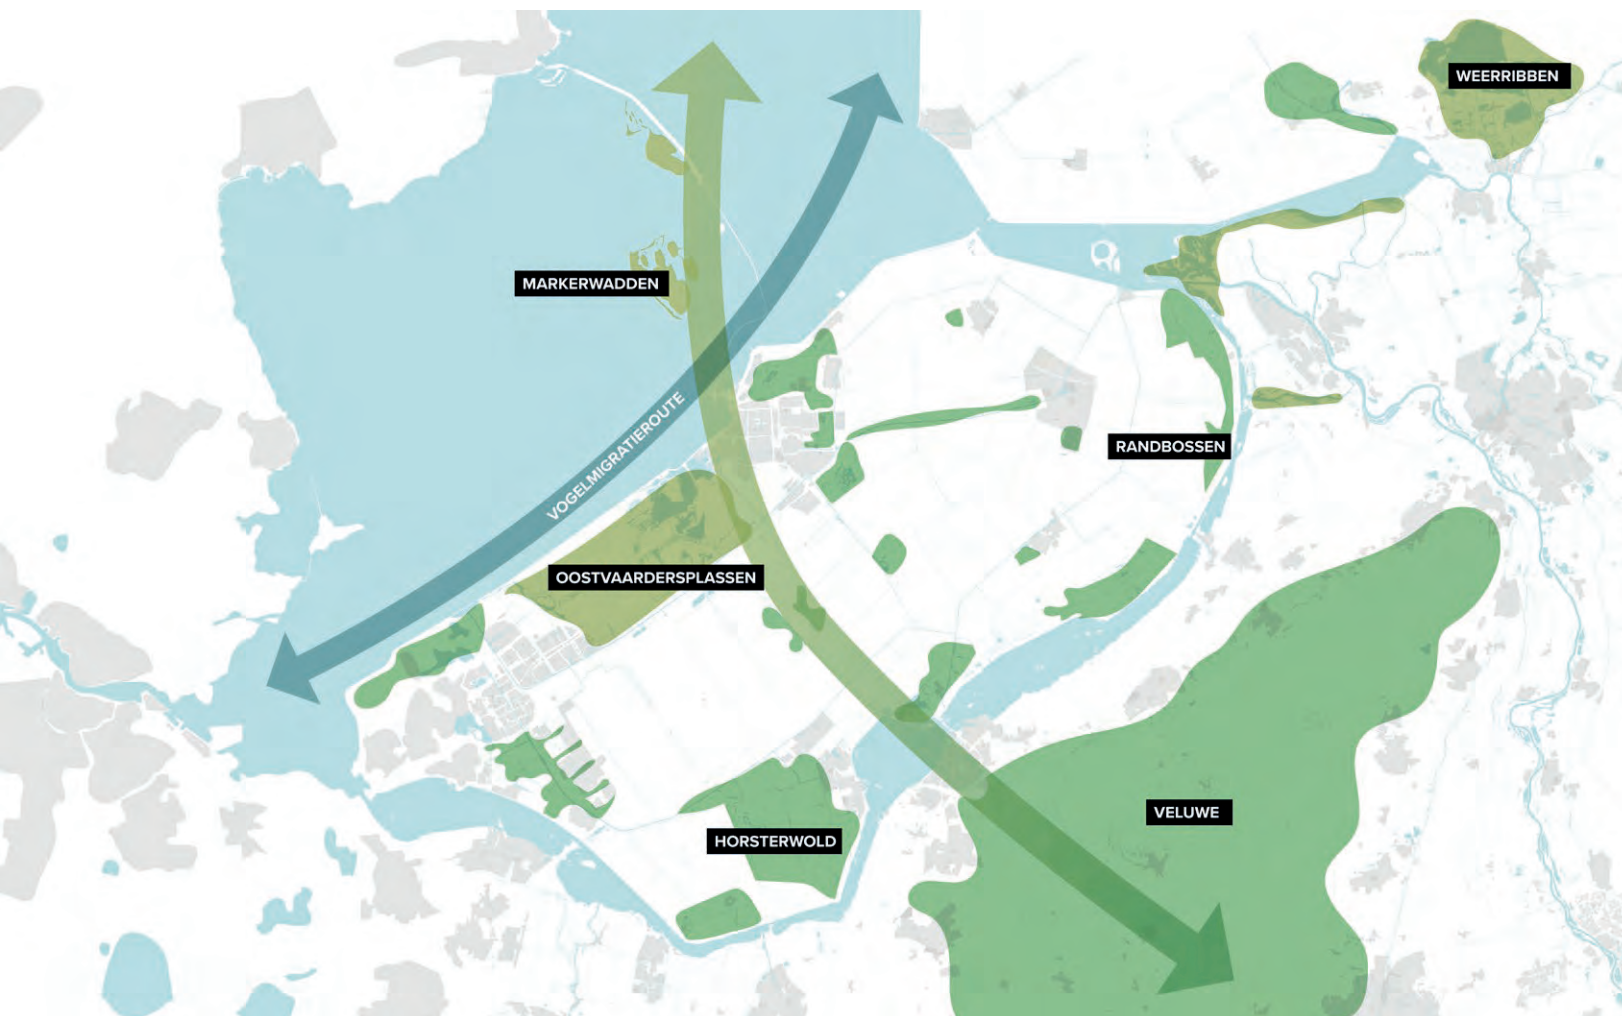 WEERRIBBEN
MARKERWADDEN
VOGELMIGRATIEROUTE
RANDBOSSEN
OOSTVAARDERSPLASSEN
VELUWE
HORSTERWOLD